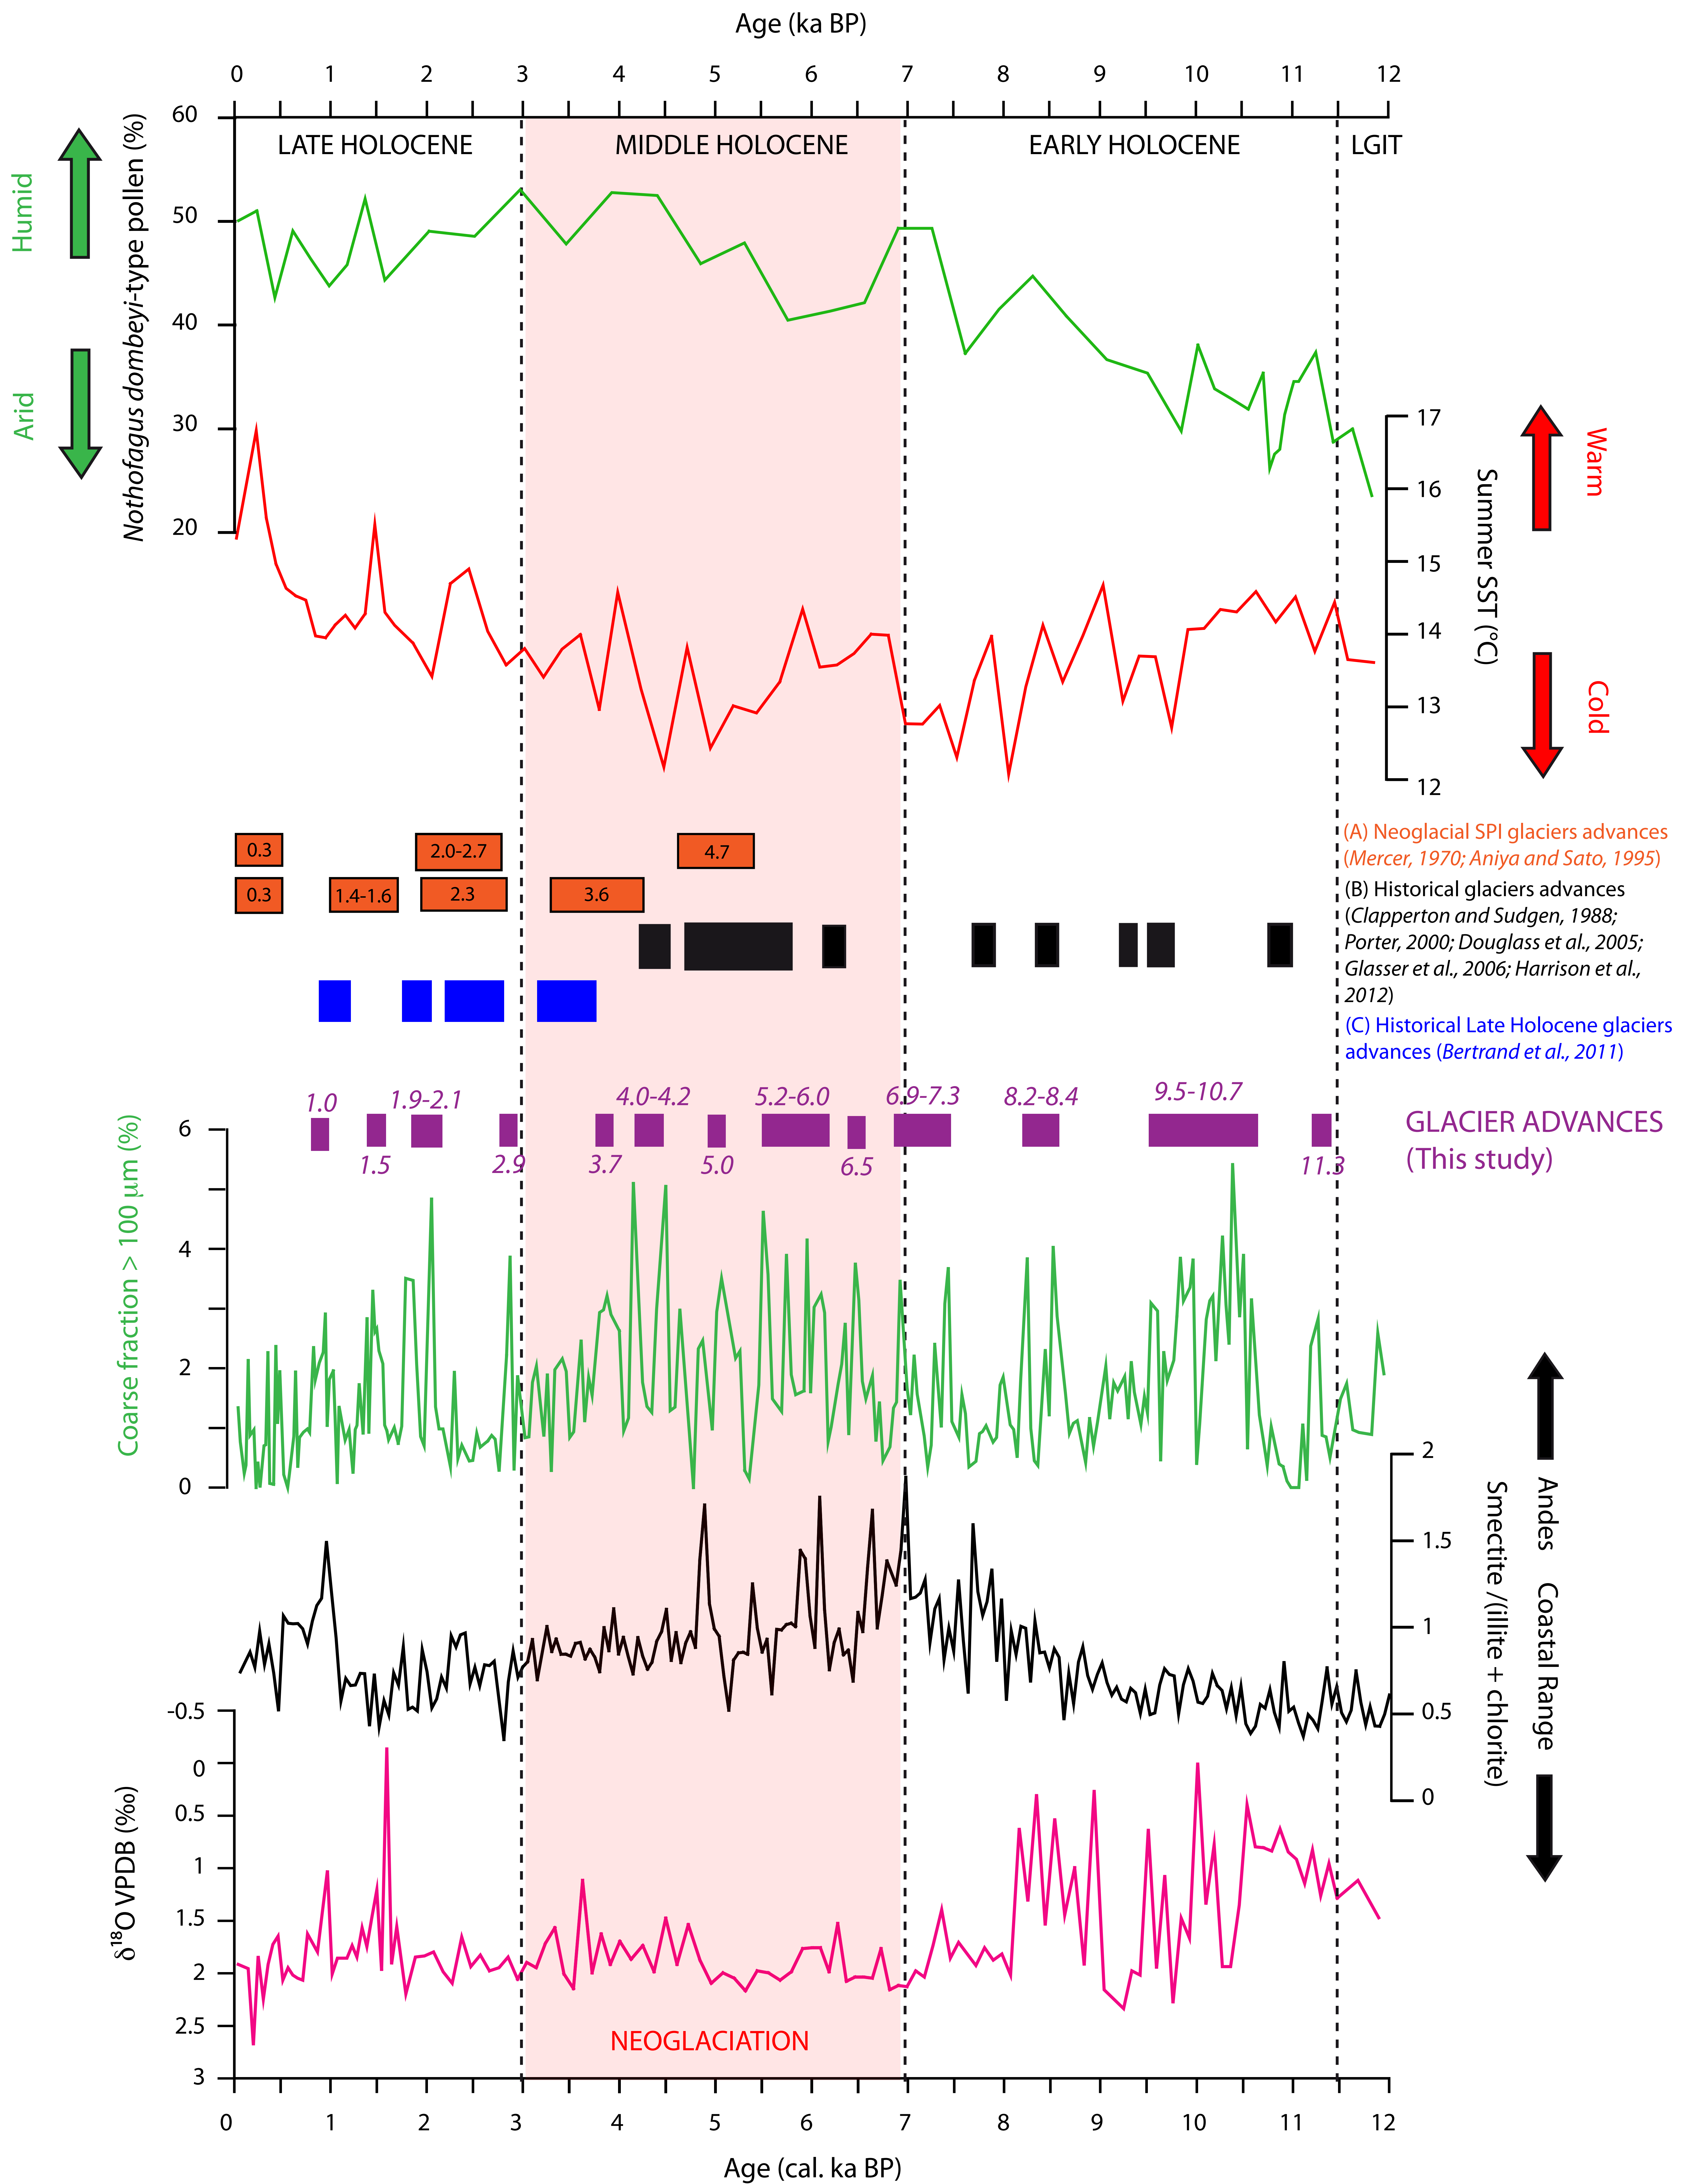 Age (ka BP)
0 1 2 3 4 5 6 7 8 9 10 11 12
LATE HOLOCENE MIDDLE HOLOCENE EARLY HOLOCENE LGIT
Humid
Arid
Nothofagus dombeyi-type pollen (%)
60
50
40
30
20
17
16
15
14
13
12
Summer SST (°C)
Warm
Cold
0.3 2.0-2.7 4.7
0.3 1.4-1.6 2.3 3.6
(A) Neoglacial SPI glaciers advances
(Mercer, 1970; Aniya and Sato, 1995)
(B) Historical glaciers advances
(Clapperton and Sudgen, 1988;
Porter, 2000; Douglass et al., 2005;
Glasser et al., 2006; Harrison et al.,
2012)
(C) Historical Late Holocene glaciers
advances (Bertrand et al., 2011)
1.0 1.9-2.1 4.0-4.2 5.2-6.0 6.9-7.3 8.2-8.4 9.5-10.7
1.5 2.9 3.7 5.0 6.5 11.3
GLACIER ADVANCES
(This study)
Coarse fraction > 100 µm (%)
6
4
2
0
2
1.5
1
0.5
0
Smectite /(illite + chlorite)
Andes Coastal Range
δ¹⁸O VPDB (‰)
-0.5
0
0.5
1
1.5
2
2.5
3
NEOGLACIATION
0 1 2 3 4 5 6 7 8 9 10 11 12
Age (cal. ka BP)